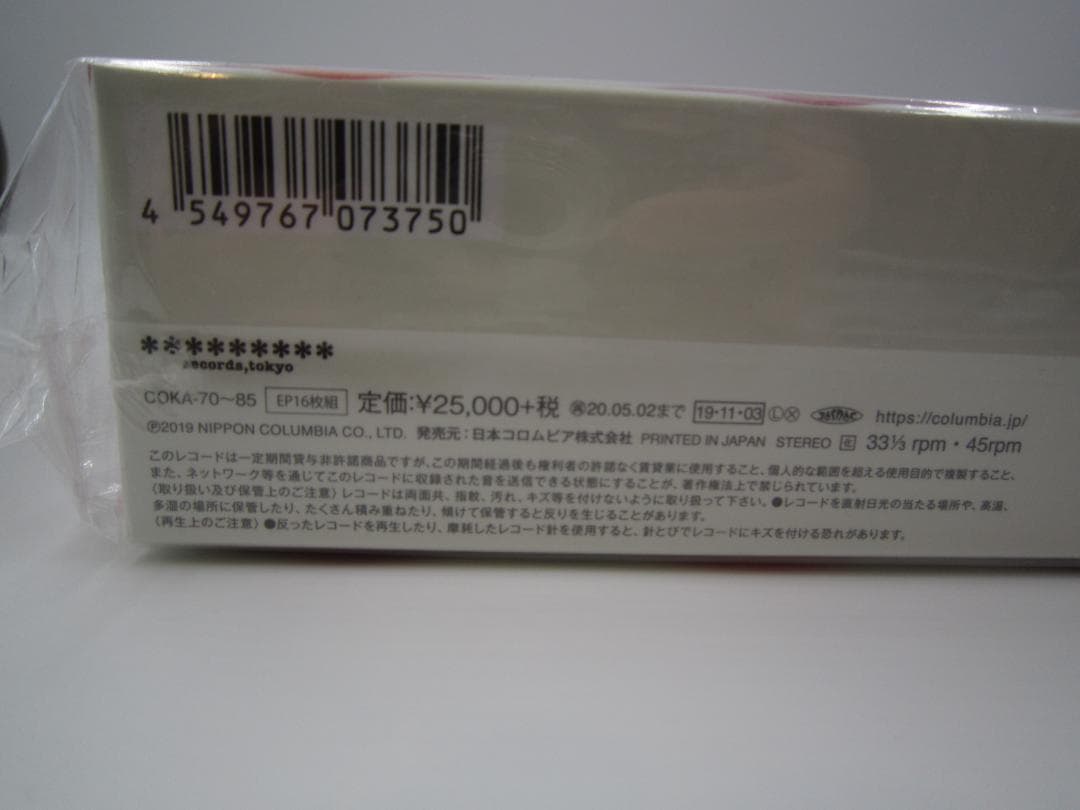 4 549767 073750
*********
records,tokyo
COKA-70〜85 EP16枚組 定価:¥25,000+税 20.05.02まで 19・11・03 ⓁⓍ https://columbia.jp/
Ⓟ2019 NIPPON COLUMBIA CO., LTD. 発売元:日本コロムビア株式会社 PRINTED IN JAPAN STEREO 33⅓ rpm・45rpm
このレコードは一定期間貸与非許諾商品ですが、この期間経過後も権利者の許諾なく賃貸業に使用すること、個人的な範囲を超える使用目的で複製すること、
また、ネットワーク等を通じてこのレコードに収録された音を送信できる状態にすることが、著作権法上で禁じられています。
〈取り扱い及び保管上のご注意〉レコードは両面共、指紋、汚れ、キズ等を付けないように取り扱って下さい。●レコードを直射日光の当たる場所や、高温、
多湿の場所に保管したり、たくさん積み重ねたり、傾けて保管すると反りを生じることがあります。
〈再生上のご注意〉●反ったレコードを再生したり、摩耗したレコード針を使用すると、針とびでレコードにキズを付ける恐れがあります。